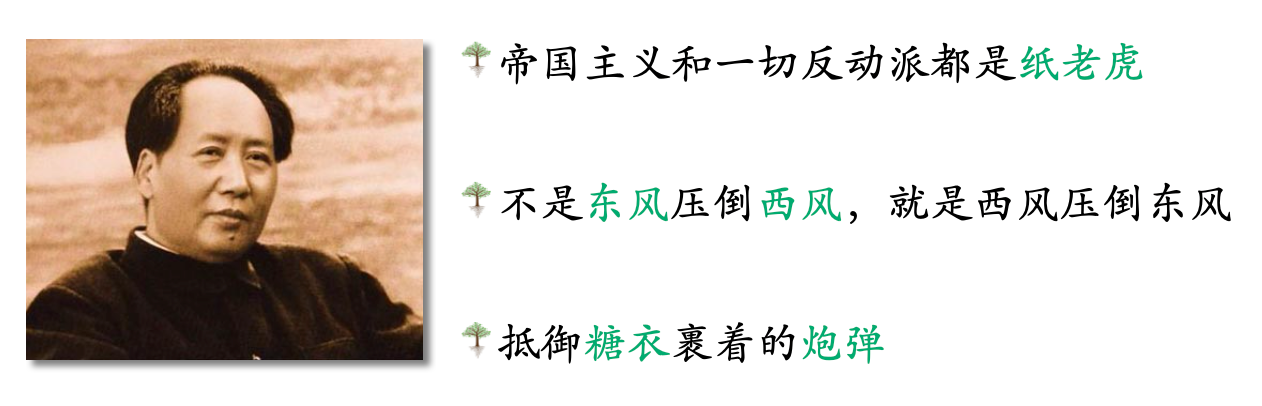 帝国主义和一切反动派都是纸老虎
不是东风压倒西风，就是西风压倒东风
抵御糖衣裹着的炮弹